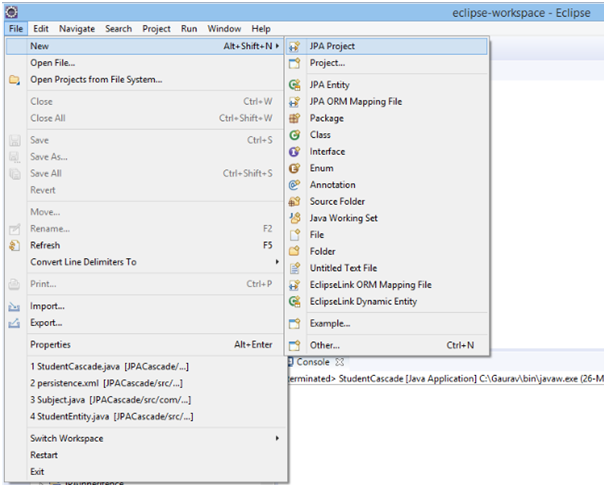 eclipse-workspace - Eclipse
File Edit Navigate Search Project Run Window Help
New Alt+Shift+N
Open File...
Open Projects from File System...
Close Ctrl+W
Close All Ctrl+Shift+W
Save Ctrl+S
Save As...
Save All Ctrl+Shift+S
Revert
Move...
Rename... F2
Refresh F5
Convert Line Delimiters To
Print... Ctrl+P
Import...
Export...
Properties Alt+Enter
1 StudentCascade.java [JPACascade/...]
2 persistence.xml [JPACascade/src/...]
3 Subject.java [JPACascade/src/com/...]
4 StudentEntity.java [JPACascade/src/...]
Switch Workspace
Restart
Exit
JPA Project
Project...
JPA Entity
JPA ORM Mapping File
Package
Class
Interface
Enum
Annotation
Source Folder
Java Working Set
File
Folder
Untitled Text File
EclipseLink ORM Mapping File
EclipseLink Dynamic Entity
Example...
Other... Ctrl+N
Console
terminated> StudentCascade [Java Application] C:\Gaurav\bin\javaw.exe (26-M